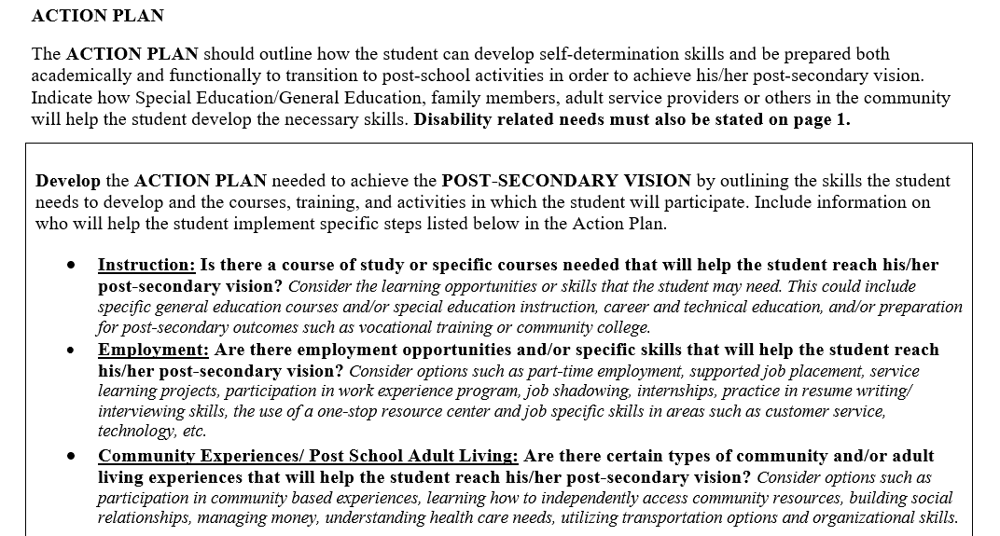 ACTION PLAN
The ACTION PLAN should outline how the student can develop self-determination skills and be prepared both
academically and functionally to transition to post-school activities in order to achieve his/her post-secondary vision.
Indicate how Special Education/General Education, family members, adult service providers or others in the community
will help the student develop the necessary skills. Disability related needs must also be stated on page 1.
Develop the ACTION PLAN needed to achieve the POST-SECONDARY VISION by outlining the skills the student
needs to develop and the courses, training, and activities in which the student will participate. Include information on
who will help the student implement specific steps listed below in the Action Plan.
• Instruction: Is there a course of study or specific courses needed that will help the student reach his/her
post-secondary vision? Consider the learning opportunities or skills that the student may need. This could include
specific general education courses and/or special education instruction, career and technical education, and/or preparation
for post-secondary outcomes such as vocational training or community college.
• Employment: Are there employment opportunities and/or specific skills that will help the student reach
his/her post-secondary vision? Consider options such as part-time employment, supported job placement, service
learning projects, participation in work experience program, job shadowing, internships, practice in resume writing/
interviewing skills, the use of a one-stop resource center and job specific skills in areas such as customer service,
technology, etc.
• Community Experiences/ Post School Adult Living: Are there certain types of community and/or adult
living experiences that will help the student reach his/her post-secondary vision? Consider options such as
participation in community based experiences, learning how to independently access community resources, building social
relationships, managing money, understanding health care needs, utilizing transportation options and organizational skills.